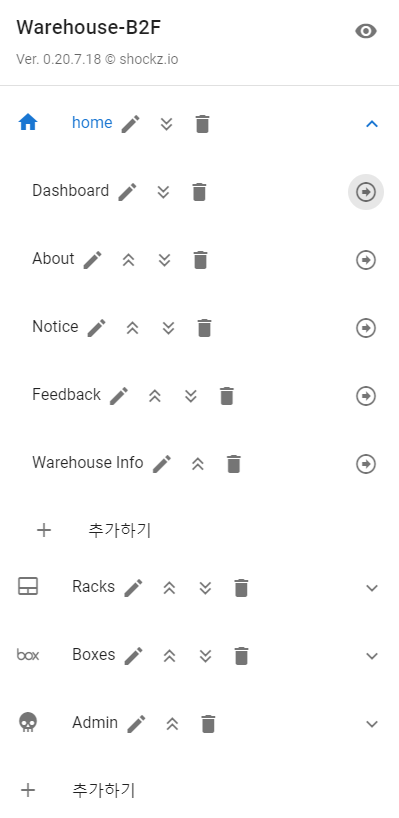 Warehouse-B2F
Ver. 0.20.7.18 © shockz.io
home
Dashboard
About
Notice
Feedback
Warehouse Info
추가하기
Racks
box Boxes
Admin
추가하기